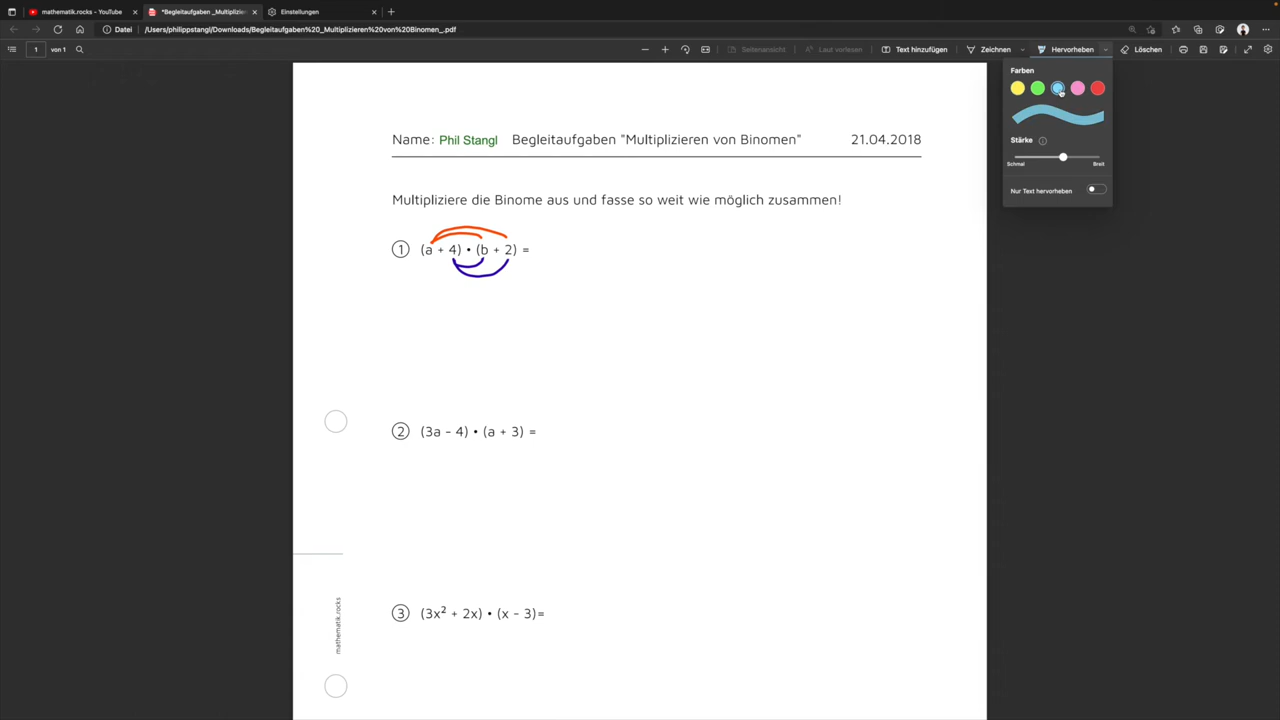 mathematik.rocks – YouTube
*Begleitaufgaben _Multiplizier
Einstellungen
Datei
/Users/philippstangl/Downloads/Begleitaufgaben%20_Multiplizieren%20von%20Binomen_.pdf
1 von 1
Seitenansicht
Laut vorlesen
Text hinzufügen
Zeichnen
Hervorheben
Löschen
Farben
Stärke
Schmal Breit
Nur Text hervorheben
Name: Phil Stangl Begleitaufgaben "Multiplizieren von Binomen" 21.04.2018
Multipliziere die Binome aus und fasse so weit wie möglich zusammen!
① (a + 4) • (b + 2) =
② (3a – 4) • (a + 3) =
③ (3x² + 2x) • (x – 3)=
mathematik.rocks